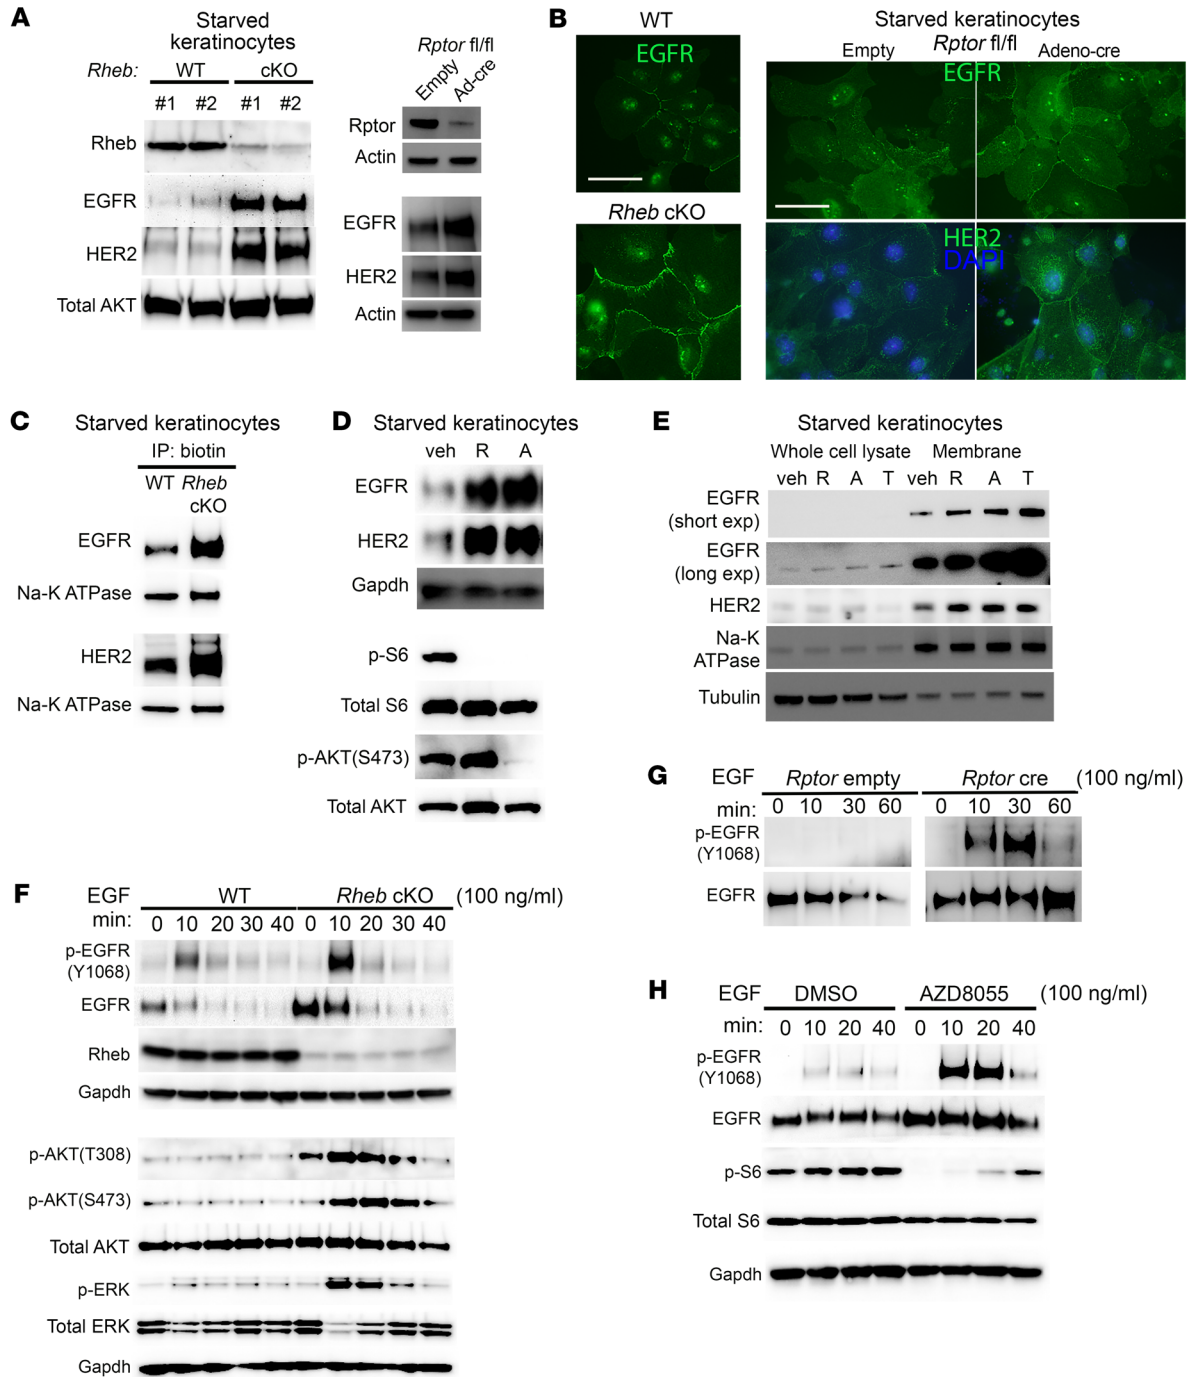 A
Starved
keratinocytes
Rheb: WT cKO
#1 #2 #1 #2
Rheb
EGFR
HER2
Total AKT
Rptor fl/fl
Empty Ad-cre
Rptor
Actin
EGFR
HER2
Actin
B
WT
EGFR
Rheb cKO
Starved keratinocytes
Empty Rptor fl/fl Adeno-cre
EGFR
HER2
DAPI
C
Starved keratinocytes
IP: biotin
WT Rheb
cKO
EGFR
Na-K ATPase
HER2
Na-K ATPase
D
Starved keratinocytes
veh R A
EGFR
HER2
Gapdh
p-S6
Total S6
p-AKT(S473)
Total AKT
E
Starved keratinocytes
Whole cell lysate Membrane
veh R A T veh R A T
EGFR
(short exp)
EGFR
(long exp)
HER2
Na-K
ATPase
Tubulin
F
EGF WT Rheb cKO (100 ng/ml)
min: 0 10 20 30 40 0 10 20 30 40
p-EGFR
(Y1068)
EGFR
Rheb
Gapdh
p-AKT(T308)
p-AKT(S473)
Total AKT
p-ERK
Total ERK
Gapdh
G
EGF Rptor empty Rptor cre (100 ng/ml)
min: 0 10 30 60 0 10 30 60
p-EGFR
(Y1068)
EGFR
H
EGF DMSO AZD8055 (100 ng/ml)
min: 0 10 20 40 0 10 20 40
p-EGFR
(Y1068)
EGFR
p-S6
Total S6
Gapdh